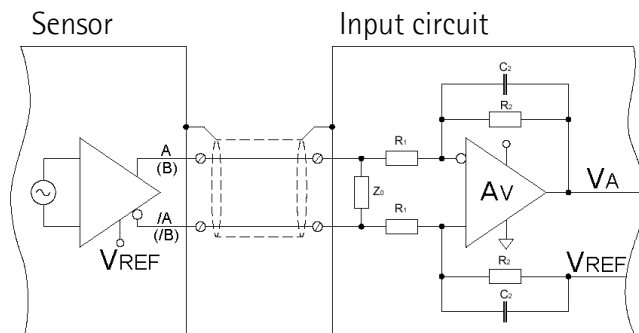 Sensor
Input circuit
C2
R2
A
(B)
R1
Z0
AV
VA
/A
(/B)
R1
VREF
R2
VREF
C2